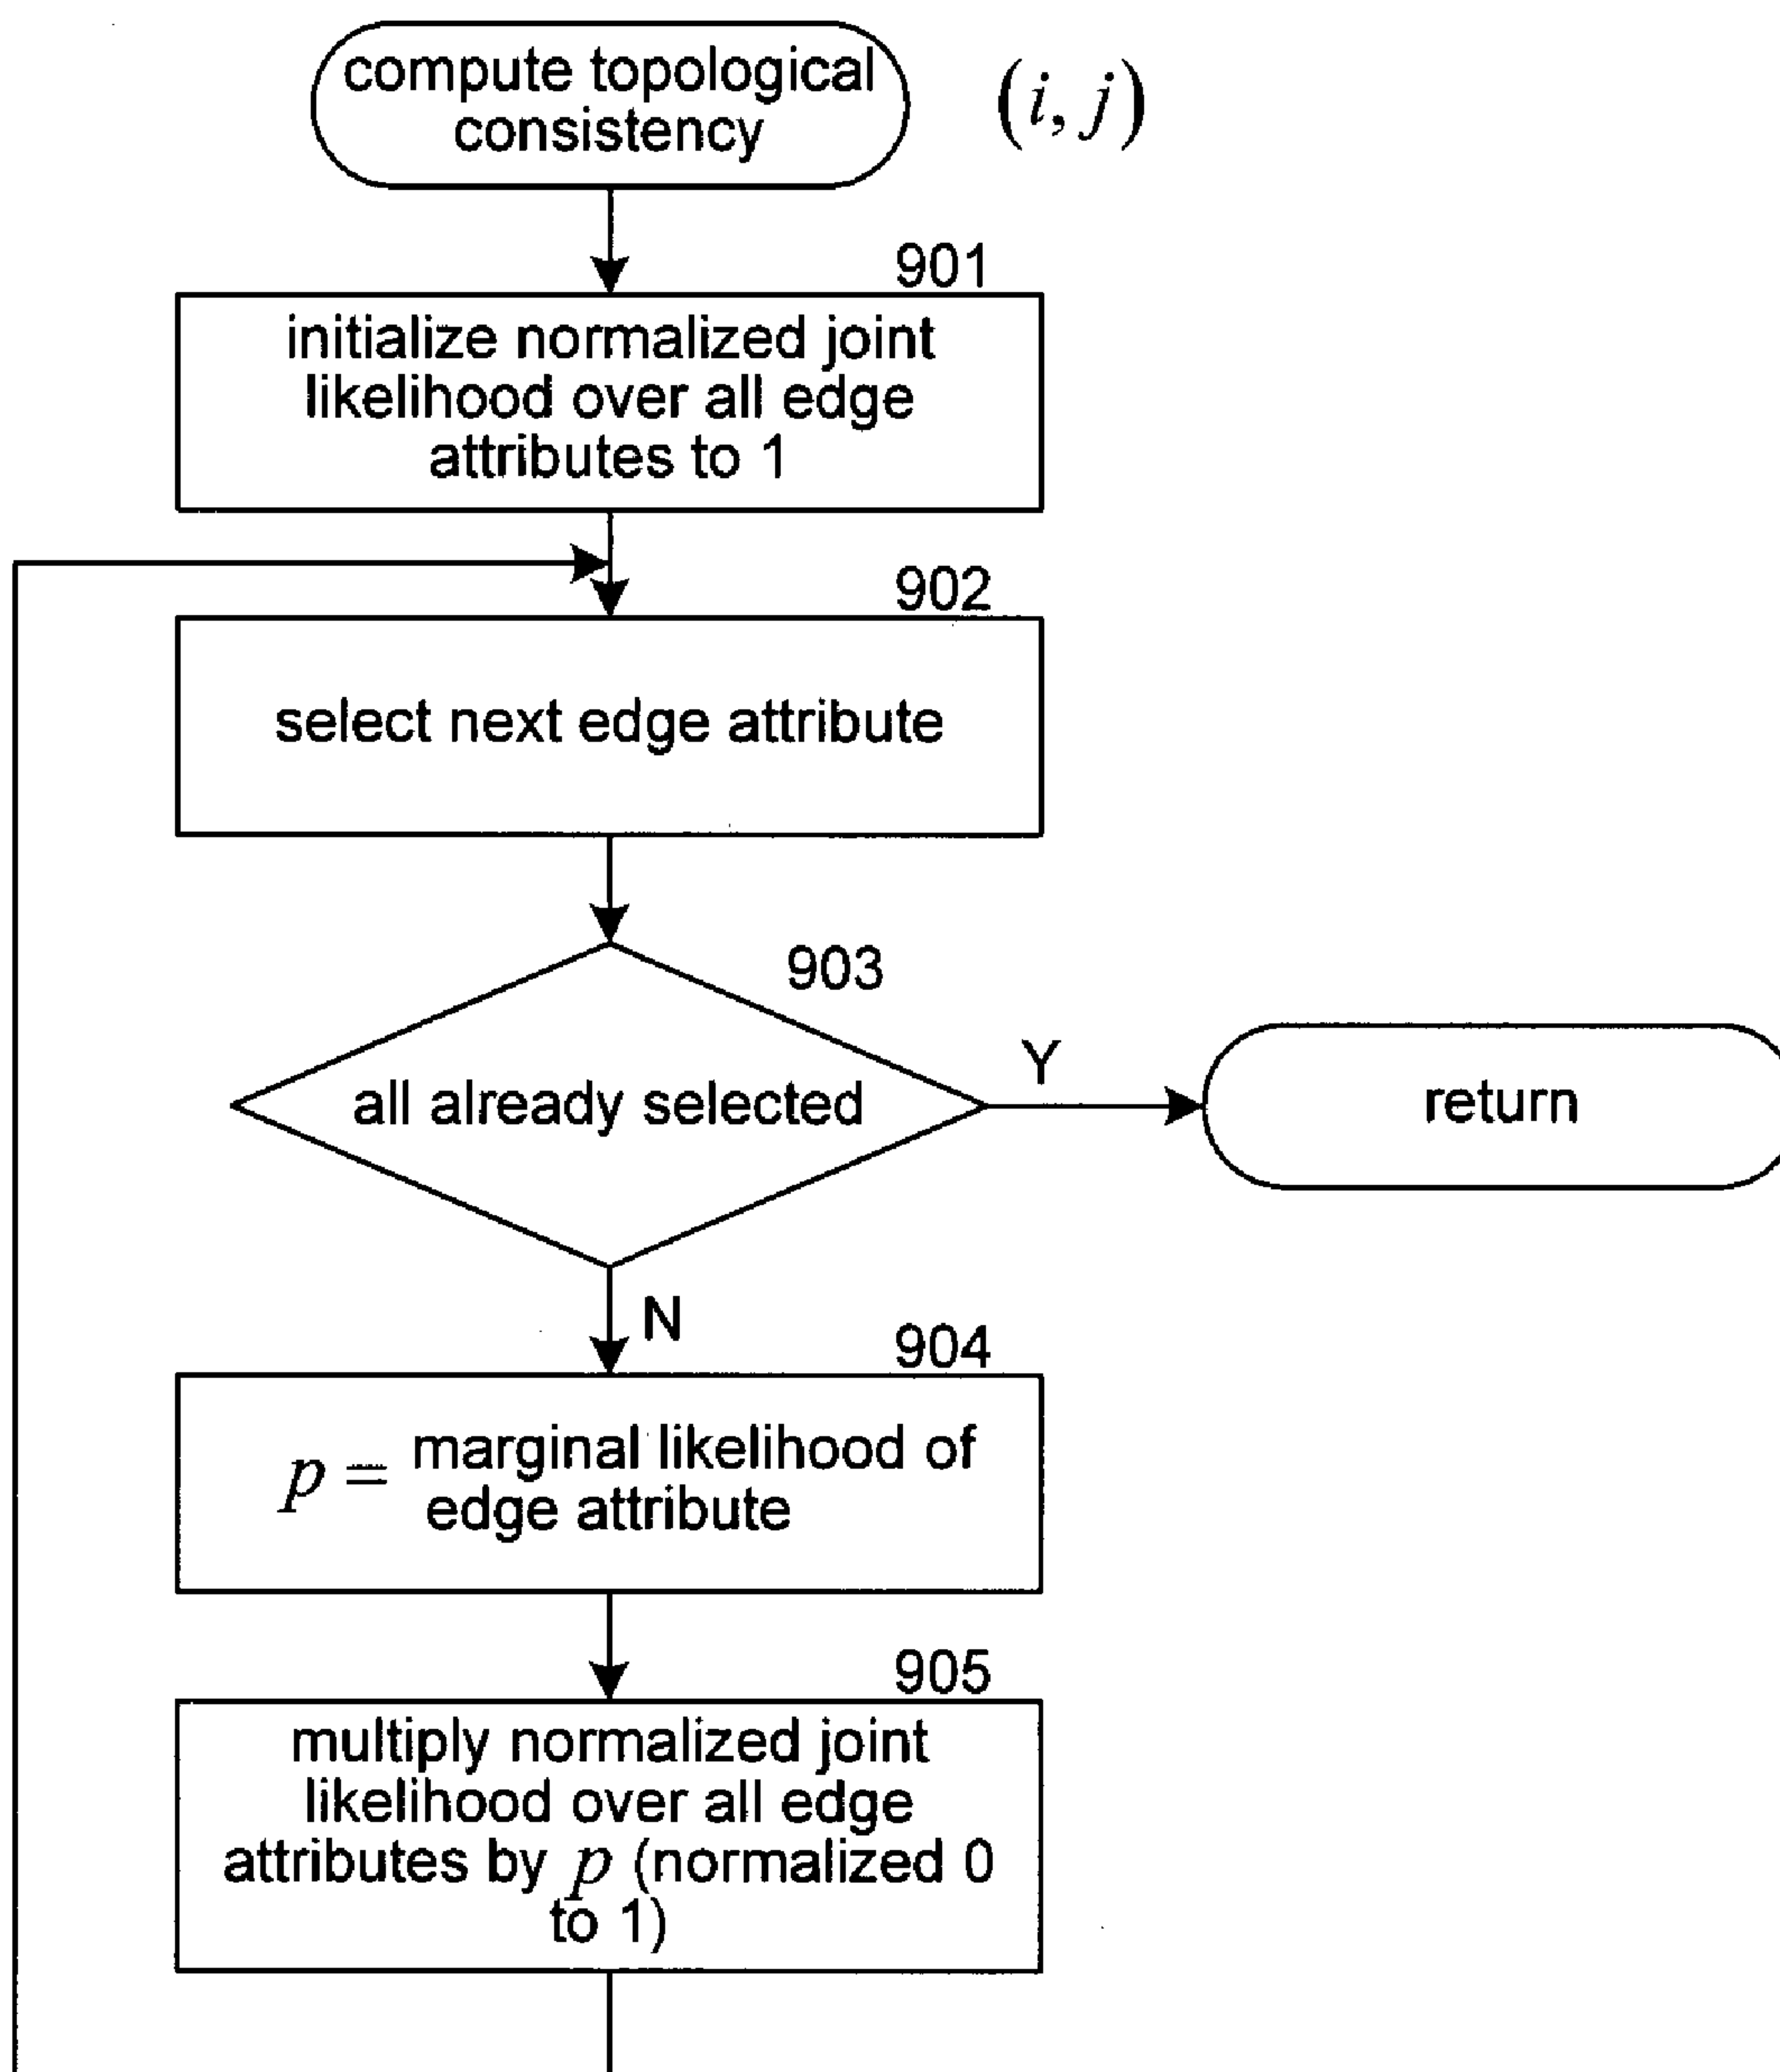 compute topological
consistency
(i, j)
901
initialize normalized joint
likelihood over all edge
attributes to 1
902
select next edge attribute
903
all already selected
Y
return
N
904
p = marginal likelihood of
edge attribute
905
multiply normalized joint
likelihood over all edge
attributes by p (normalized 0
to 1)